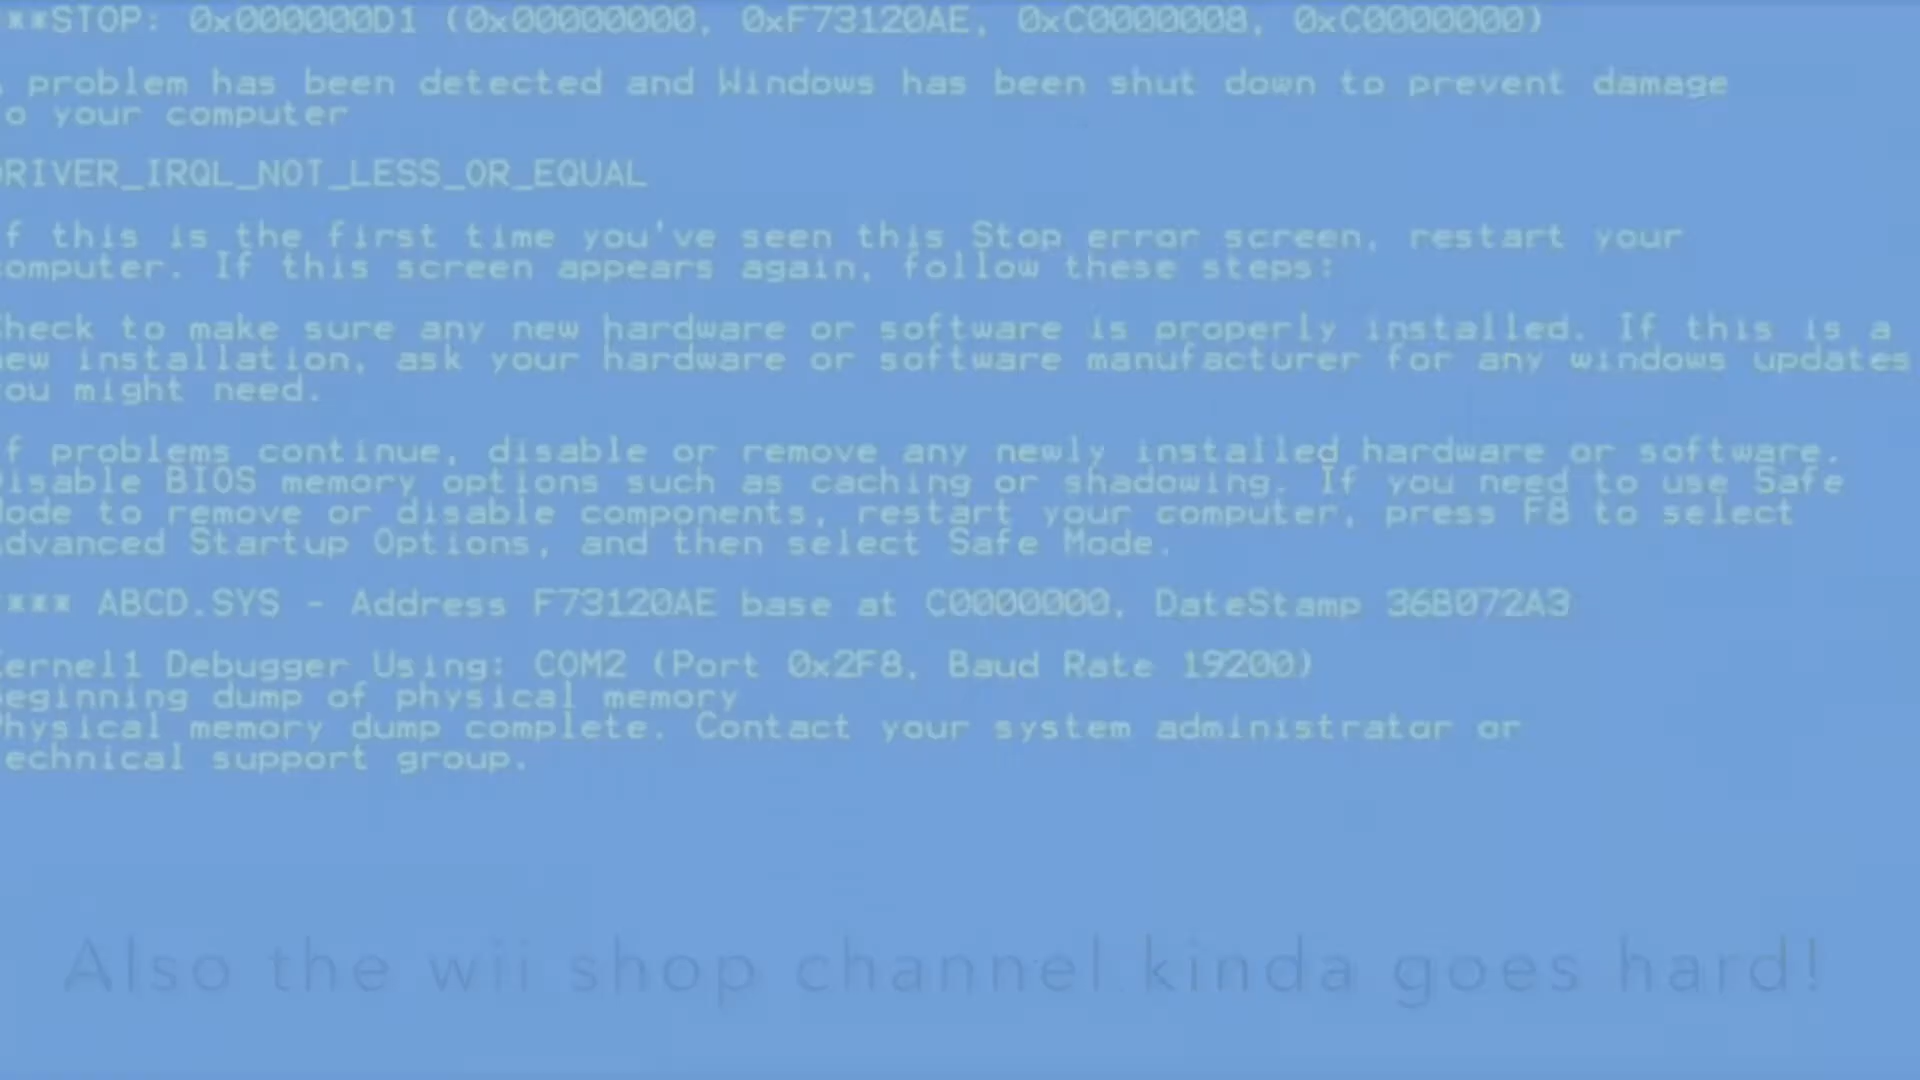 **STOP: 0x000000D1 (0x00000000, 0xF73120AE, 0xC0000008, 0xC0000000)
problem has been detected and Windows has been shut down to prevent damage
o your computer
DRIVER_IRQL_NOT_LESS_OR_EQUAL
f this is the first time you've seen this Stop error screen, restart your
omputer. If this screen appears again, follow these steps:
heck to make sure any new hardware or software is properly installed. If this is a
ew installation, ask your hardware or software manufacturer for any windows updates
ou might need.
f problems continue, disable or remove any newly installed hardware or software.
isable BIOS memory options such as caching or shadowing. If you need to use Safe
ode to remove or disable components, restart your computer, press F8 to select
dvanced Startup Options, and then select Safe Mode.
*** ABCD.SYS - Address F73120AE base at C0000000, DateStamp 36B072A3
ernel1 Debugger Using: COM2 (Port 0x2F8, Baud Rate 19200)
eginning dump of physical memory
hysical memory dump complete. Contact your system administrator or
echnical support group.
Also the wii shop channel kinda goes hard!